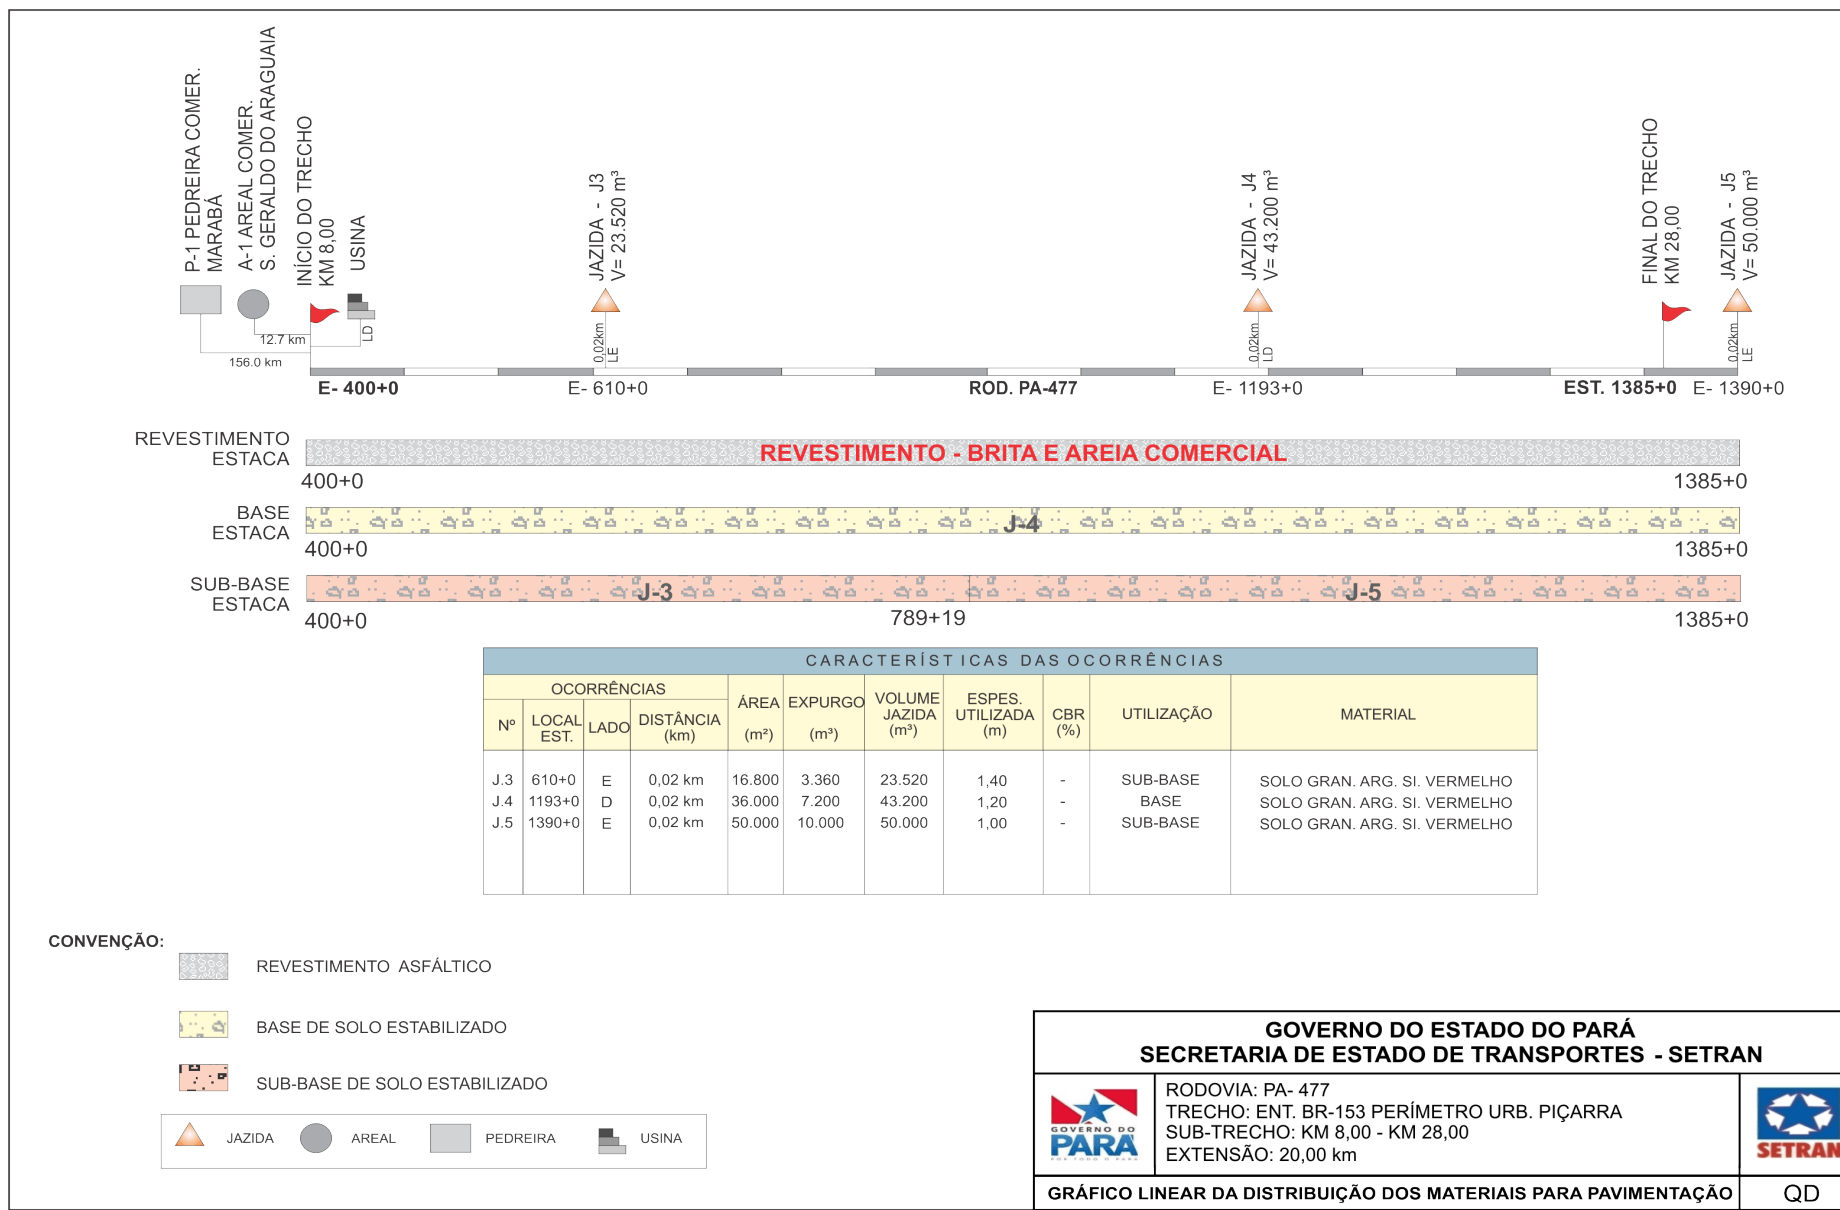 P-1 PEDREIRA COMER.
MARABÁ
A-1 AREAL COMER.
S. GERALDO DO ARAGUAIA
INÍCIO DO TRECHO
KM 8,00
USINA
JAZIDA - J3
V= 23.520 m³
JAZIDA - J4
V= 43.200 m³
FINAL DO TRECHO
KM 28,00
JAZIDA - J5
V= 50.000 m³
12.7 km
LD
156.0 km
0,02km
LE
0,02km
LD
0,02km
LE
E- 400+0
E- 610+0
ROD. PA-477
E- 1193+0
EST. 1385+0
E- 1390+0
REVESTIMENTO
ESTACA
REVESTIMENTO - BRITA E AREIA COMERCIAL
400+0
1385+0
BASE
ESTACA
J-4
400+0
1385+0
SUB-BASE
ESTACA
J-3
J-5
400+0
789+19
1385+0
CARACTERÍSTICAS DAS OCORRÊNCIAS
OCORRÊNCIAS
Nº
LOCAL EST.
LADO
DISTÂNCIA (km)
ÁREA (m²)
EXPURGO (m³)
VOLUME JAZIDA (m³)
ESPES. UTILIZADA (m)
CBR (%)
UTILIZAÇÃO
MATERIAL
J.3 610+0 E 0,02 km 16.800 3.360 23.520 1,40 - SUB-BASE SOLO GRAN. ARG. SI. VERMELHO
J.4 1193+0 D 0,02 km 36.000 7.200 43.200 1,20 - BASE SOLO GRAN. ARG. SI. VERMELHO
J.5 1390+0 E 0,02 km 50.000 10.000 50.000 1,00 - SUB-BASE SOLO GRAN. ARG. SI. VERMELHO
CONVENÇÃO:
REVESTIMENTO ASFÁLTICO
BASE DE SOLO ESTABILIZADO
SUB-BASE DE SOLO ESTABILIZADO
JAZIDA
AREAL
PEDREIRA
USINA
GOVERNO DO ESTADO DO PARÁ
SECRETARIA DE ESTADO DE TRANSPORTES - SETRAN
GOVERNO DO
PARÁ
POR TODO O PARÁ
RODOVIA: PA- 477
TRECHO: ENT. BR-153 PERÍMETRO URB. PIÇARRA
SUB-TRECHO: KM 8,00 - KM 28,00
EXTENSÃO: 20,00 km
SETRAN
GRÁFICO LINEAR DA DISTRIBUIÇÃO DOS MATERIAIS PARA PAVIMENTAÇÃO
QD